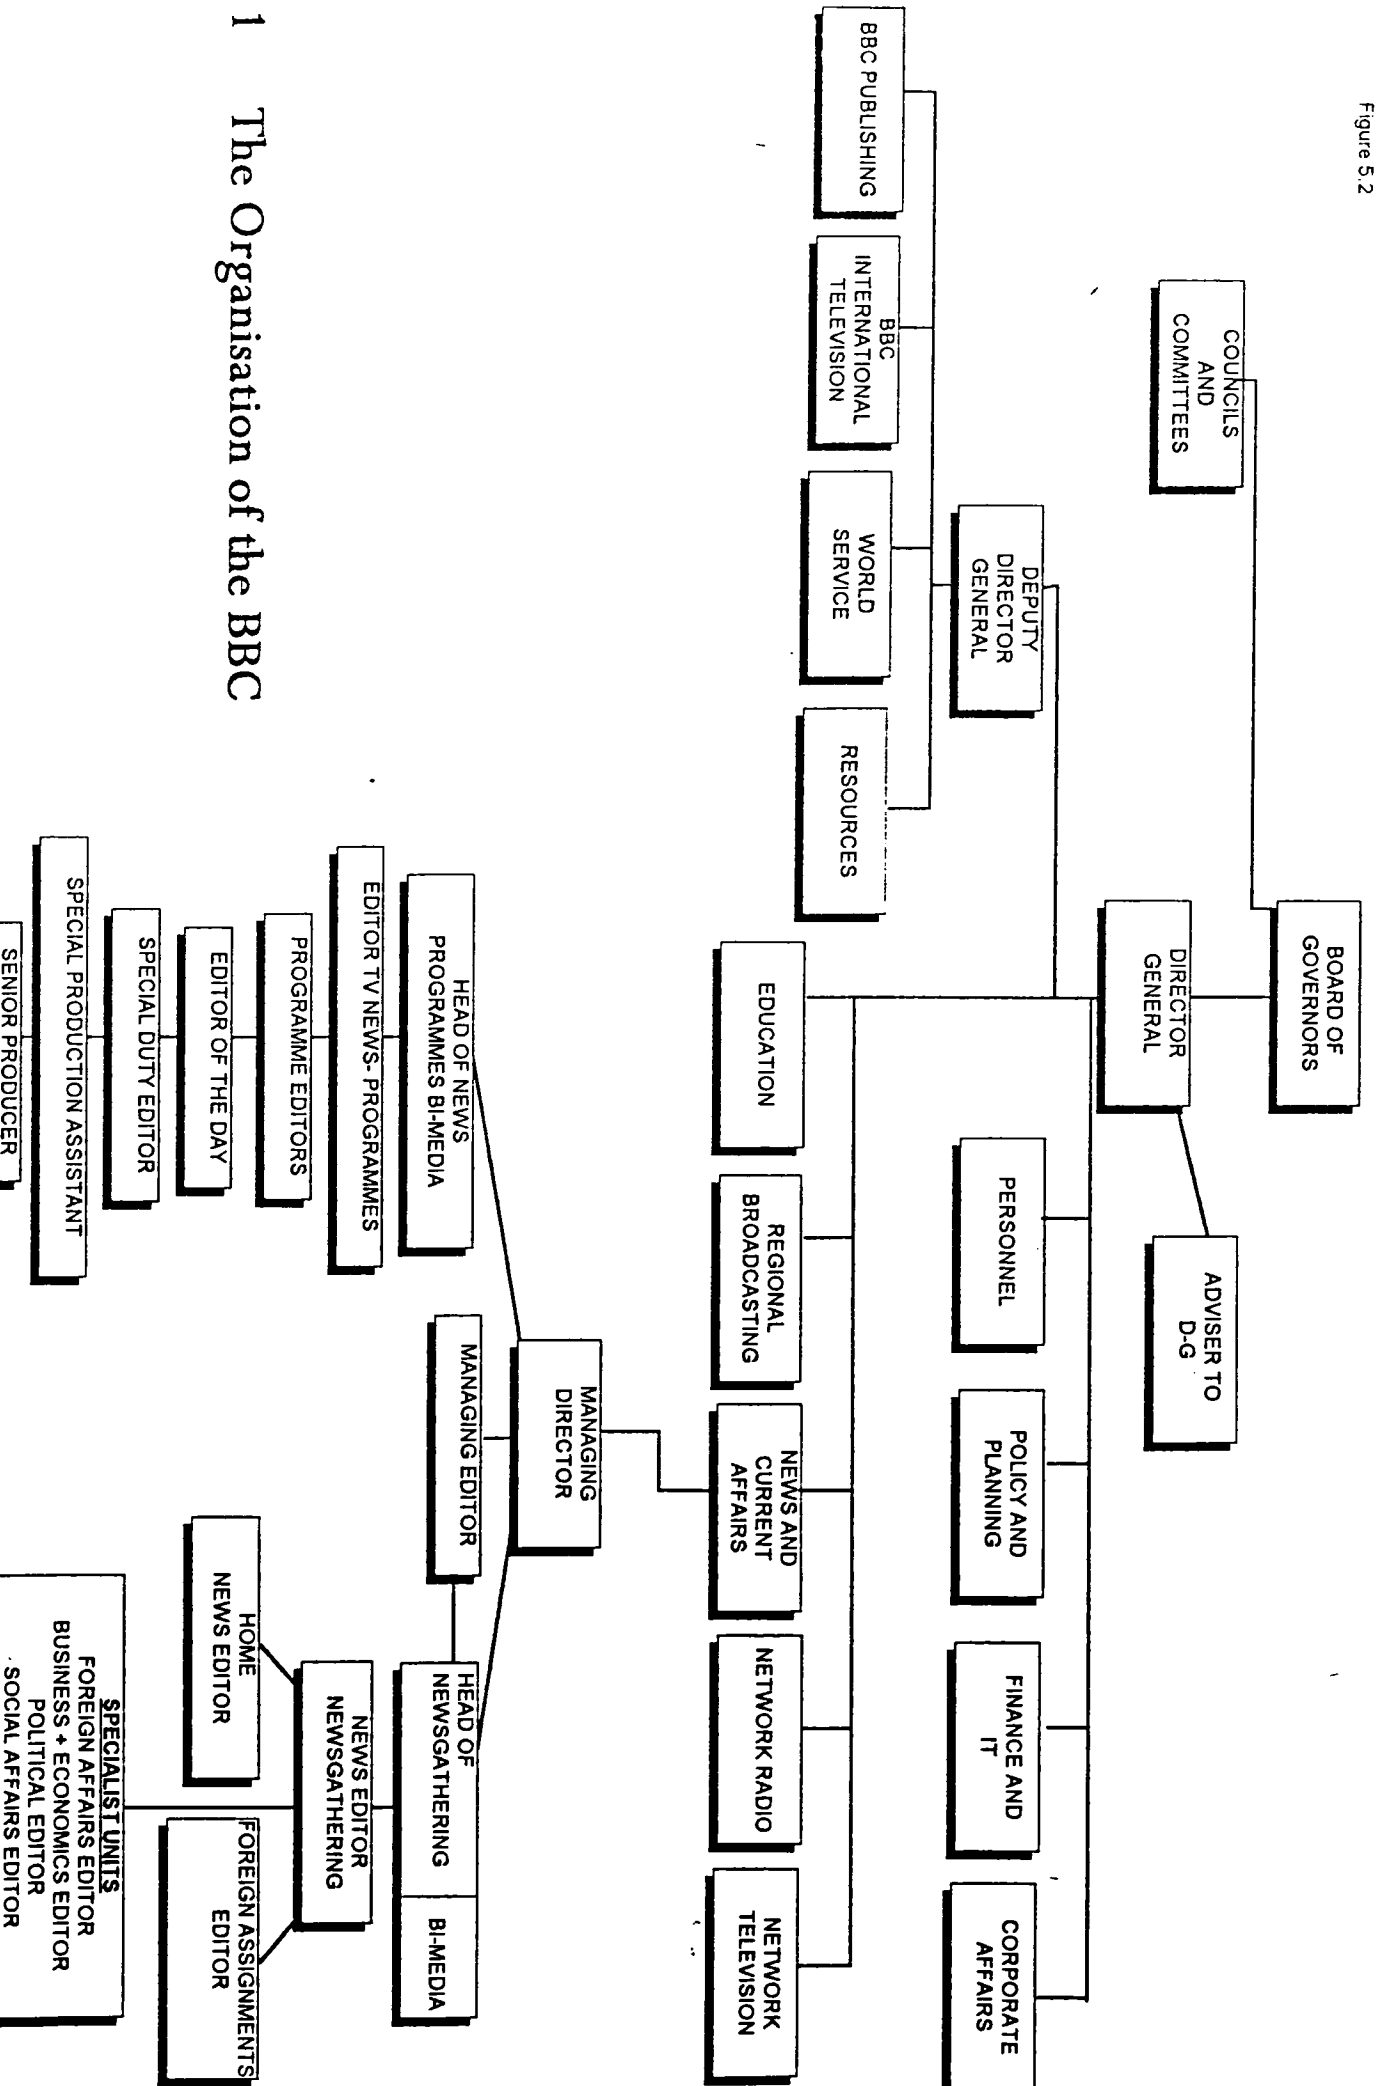 Figure 5.2
BOARD OF
GOVERNORS
COUNCILS
AND
COMMITTEES
DIRECTOR
GENERAL
ADVISER TO
D-G
DEPUTY
DIRECTOR
GENERAL
PERSONNEL
POLICY AND
PLANNING
FINANCE AND
IT
CORPORATE
AFFAIRS
BBC PUBLISHING
BBC
INTERNATIONAL
TELEVISION
WORLD
SERVICE
RESOURCES
EDUCATION
REGIONAL
BROADCASTING
NEWS AND
CURRENT
AFFAIRS
NETWORK RADIO
NETWORK
TELEVISION
MANAGING
DIRECTOR
HEAD OF NEWS
PROGRAMMES BI-MEDIA
MANAGING EDITOR
HEAD OF
NEWSGATHERING
BI-MEDIA
EDITOR TV NEWS- PROGRAMMES
NEWS EDITOR
NEWSGATHERING
PROGRAMME EDITORS
EDITOR OF THE DAY
HOME
NEWS EDITOR
FOREIGN ASSIGNMENTS
EDITOR
SPECIAL DUTY EDITOR
SPECIAL PRODUCTION ASSISTANT
SENIOR PRODUCER
SPECIALIST UNITS
FOREIGN AFFAIRS EDITOR
BUSINESS + ECONOMICS EDITOR
POLITICAL EDITOR
SOCIAL AFFAIRS EDITOR
1 The Organisation of the BBC